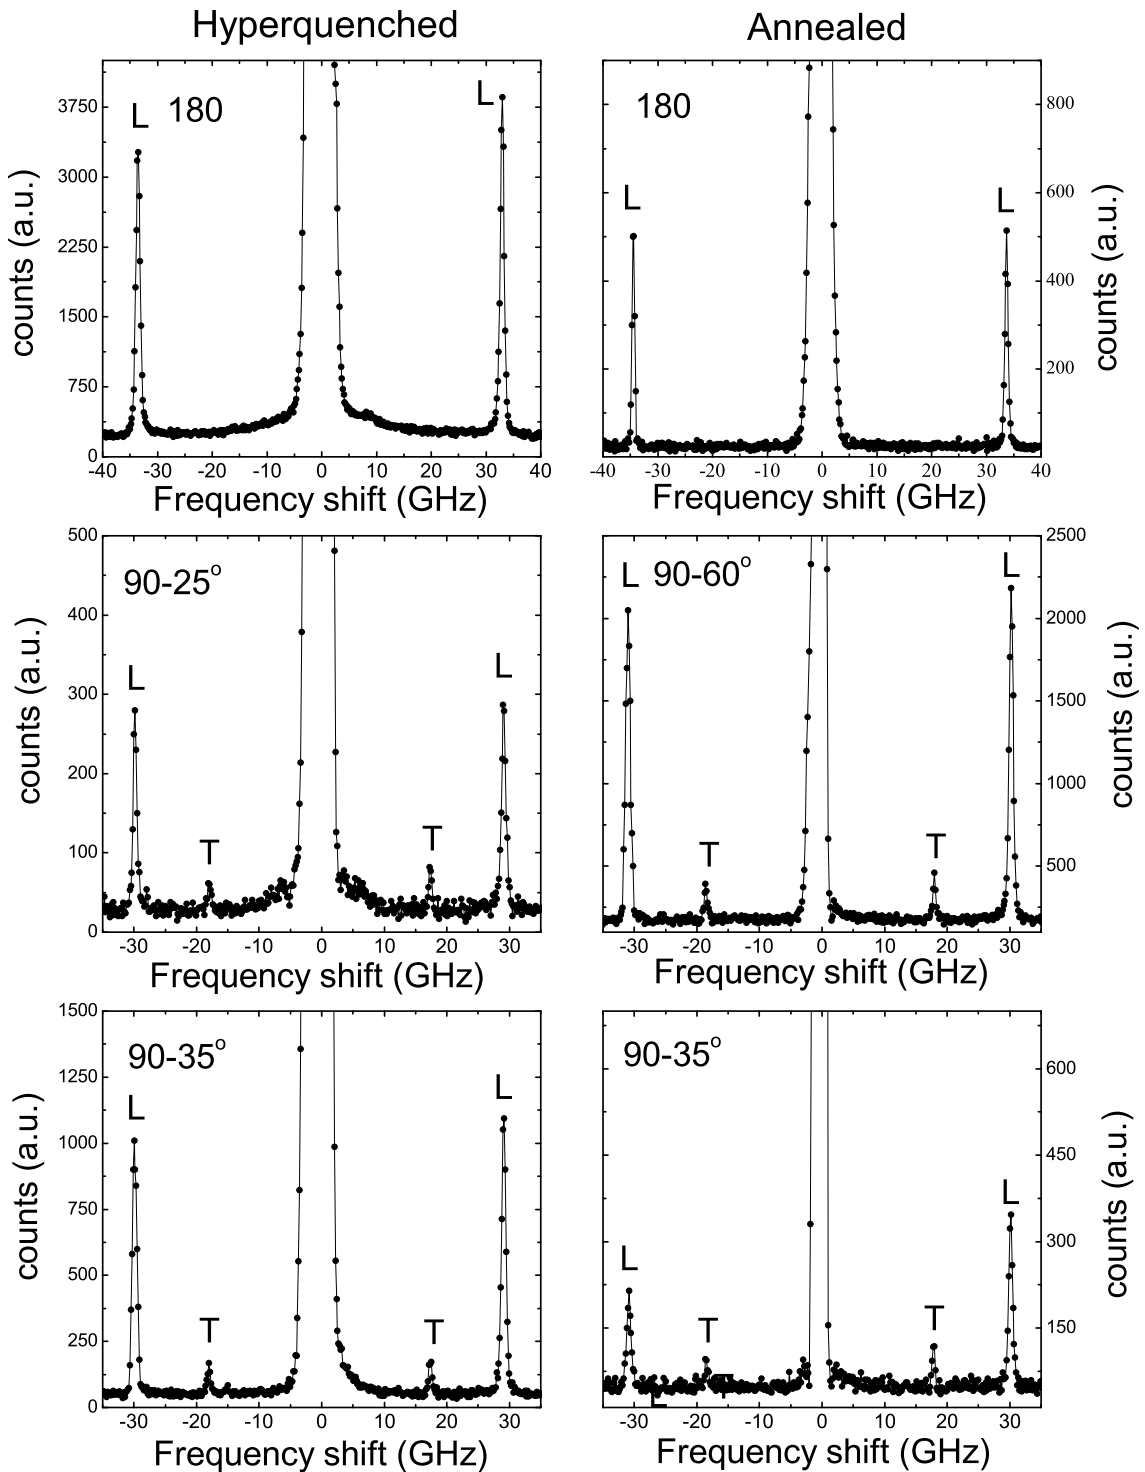 Hyperquenched
Annealed
L 180 L
3750
3000
2250
1500
750
0
counts (a.u.)
-40 -30 -20 -10 0 10 20 30 40
Frequency shift (GHz)
180
L L
800
600
400
200
counts (a.u.)
-40 -30 -20 -10 0 10 20 30 40
Frequency shift (GHz)
90-25º
L T T L
500
400
300
200
100
0
counts (a.u.)
-30 -20 -10 0 10 20 30
Frequency shift (GHz)
L 90-60º L
T T
2500
2000
1500
1000
500
counts (a.u.)
-30 -20 -10 0 10 20 30
Frequency shift (GHz)
90-35º
L T T L
1500
1250
1000
750
500
250
0
counts (a.u.)
-30 -20 -10 0 10 20 30
Frequency shift (GHz)
90-35º
L T T L
L T
600
450
300
150
counts (a.u.)
-30 -20 -10 0 10 20 30
Frequency shift (GHz)